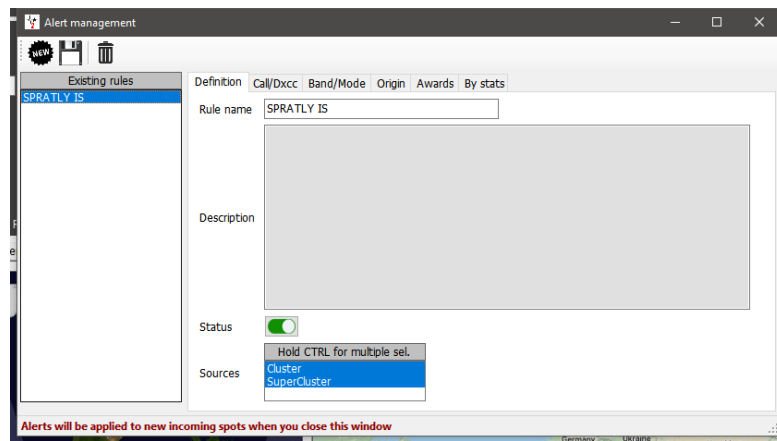 Alert management
NEW
Existing rules
SPRATLY IS
Definition Call/Dxcc Band/Mode Origin Awards By stats
Rule name SPRATLY IS
Description
Status
Hold CTRL for multiple sel.
Sources
Cluster
SuperCluster
Alerts will be applied to new incoming spots when you close this window
Germany
Ukraine